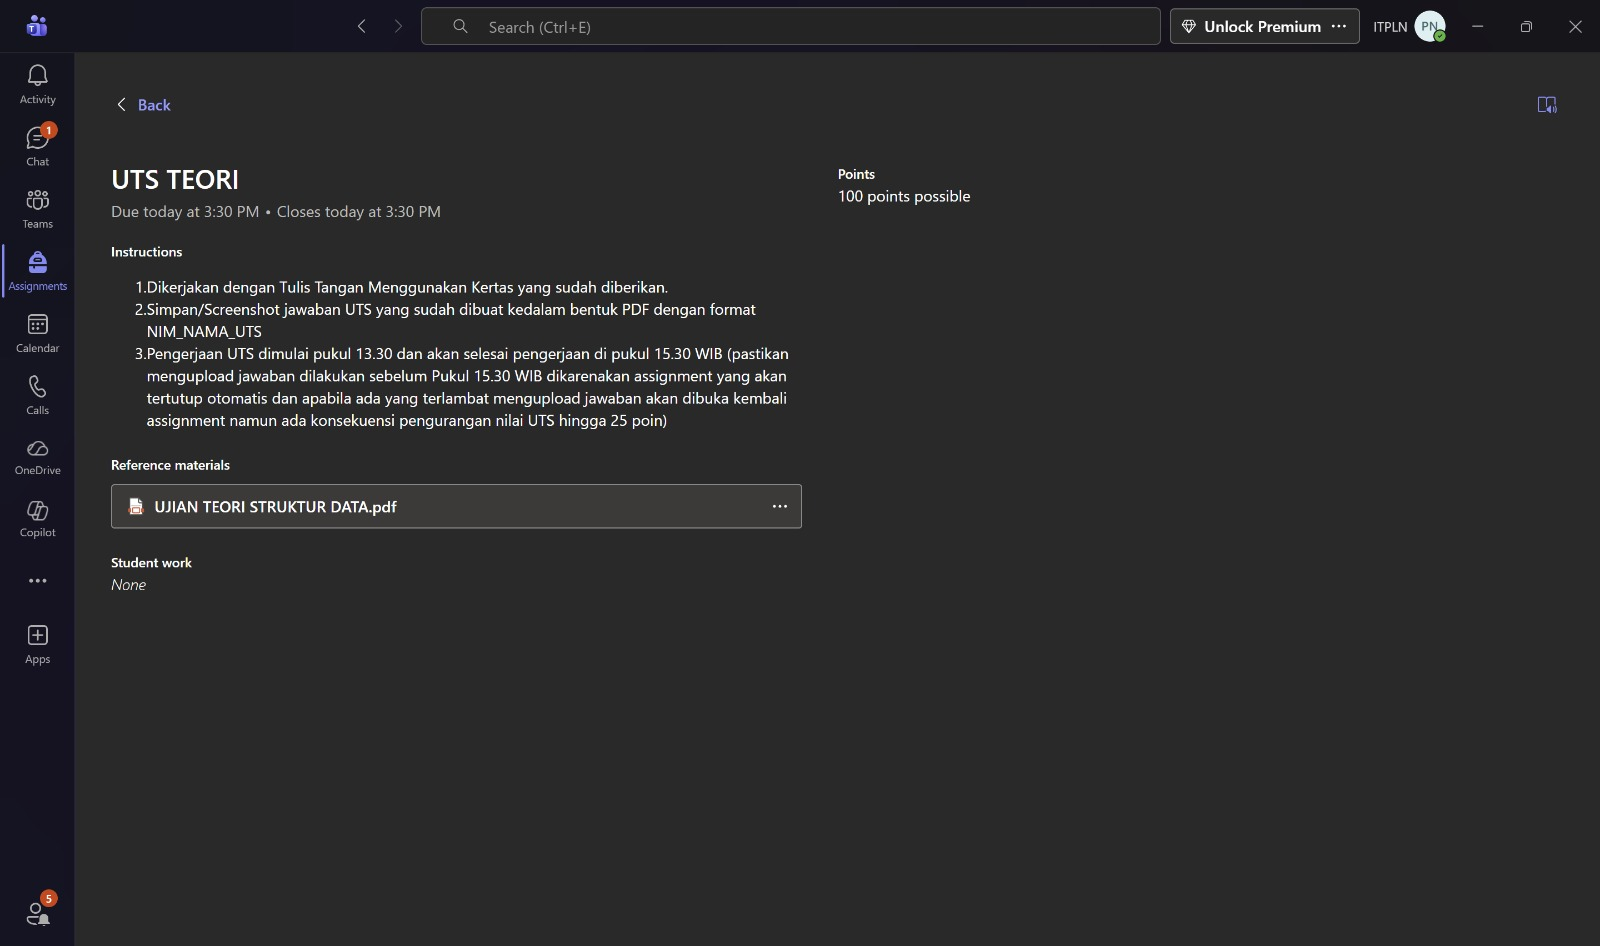 Search (Ctrl+E)
Unlock Premium
ITPLN
PN
Activity
1
Chat
Teams
Assignments
Calendar
Calls
OneDrive
Copilot
Apps
5
Back
UTS TEORI
Due today at 3:30 PM • Closes today at 3:30 PM
Points
100 points possible
Instructions
1.Dikerjakan dengan Tulis Tangan Menggunakan Kertas yang sudah diberikan.
2.Simpan/Screenshot jawaban UTS yang sudah dibuat kedalam bentuk PDF dengan format
NIM_NAMA_UTS
3.Pengerjaan UTS dimulai pukul 13.30 dan akan selesai pengerjaan di pukul 15.30 WIB (pastikan
mengupload jawaban dilakukan sebelum Pukul 15.30 WIB dikarenakan assignment yang akan
tertutup otomatis dan apabila ada yang terlambat mengupload jawaban akan dibuka kembali
assignment namun ada konsekuensi pengurangan nilai UTS hingga 25 poin)
Reference materials
UJIAN TEORI STRUKTUR DATA.pdf
Student work
None